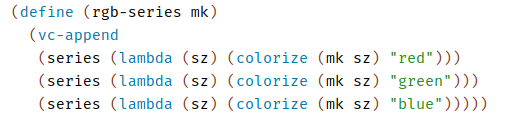 (define (rgb-series mk)
  (vc-append
   (series (lambda (sz) (colorize (mk sz) "red")))
   (series (lambda (sz) (colorize (mk sz) "green")))
   (series (lambda (sz) (colorize (mk sz) "blue")))))